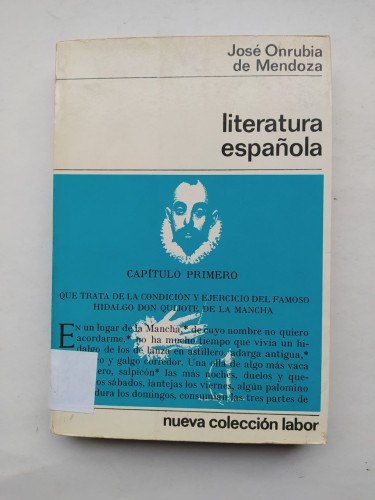 José Onrubia
de Mendoza
literatura
española
CAPÍTULO PRIMERO
QUE TRATA DE LA CONDICIÓN Y EJERCICIO DEL FAMOSO
HIDALGO DON QUIJOTE DE LA MANCHA
En un lugar de la Mancha,* de cuyo nombre no quiero
acordarme,* no ha mucho tiempo que vivía un hi-
dalgo de los de lanza en astillero, adarga antigua,*
y galgo corredor. Una olla de algo más vaca
ero, salpicón* las más noches, duelos y que-
os sábados, lantejas los viernes, algún palomino
dura los domingos, consumían las tres partes de
nueva colección labor